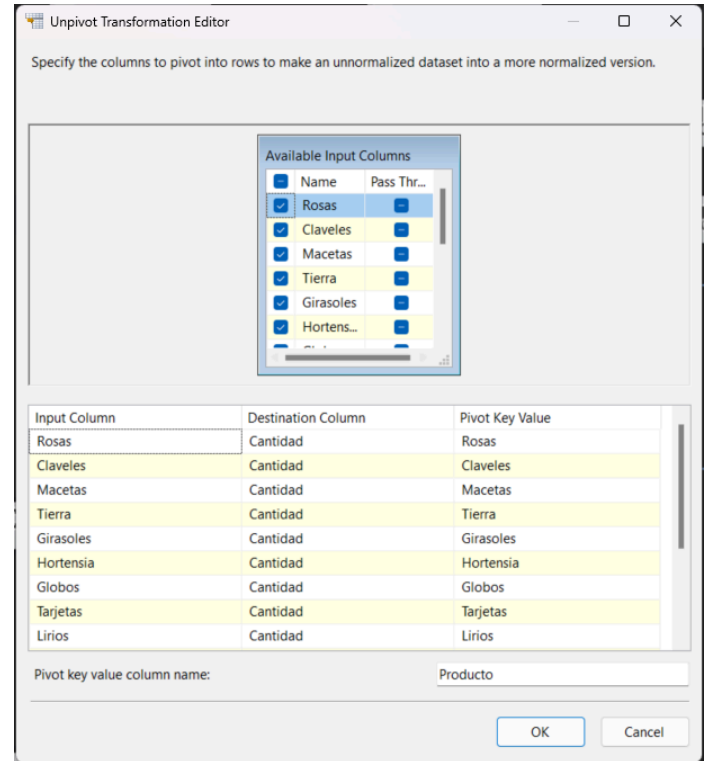 Unpivot Transformation Editor
Specify the columns to pivot into rows to make an unnormalized dataset into a more normalized version.
Available Input Columns
Name Pass Thr...
Rosas
Claveles
Macetas
Tierra
Girasoles
Hortens...
Input Column Destination Column Pivot Key Value
Rosas Cantidad Rosas
Claveles Cantidad Claveles
Macetas Cantidad Macetas
Tierra Cantidad Tierra
Girasoles Cantidad Girasoles
Hortensia Cantidad Hortensia
Globos Cantidad Globos
Tarjetas Cantidad Tarjetas
Lirios Cantidad Lirios
Pivot key value column name: Producto
OK Cancel